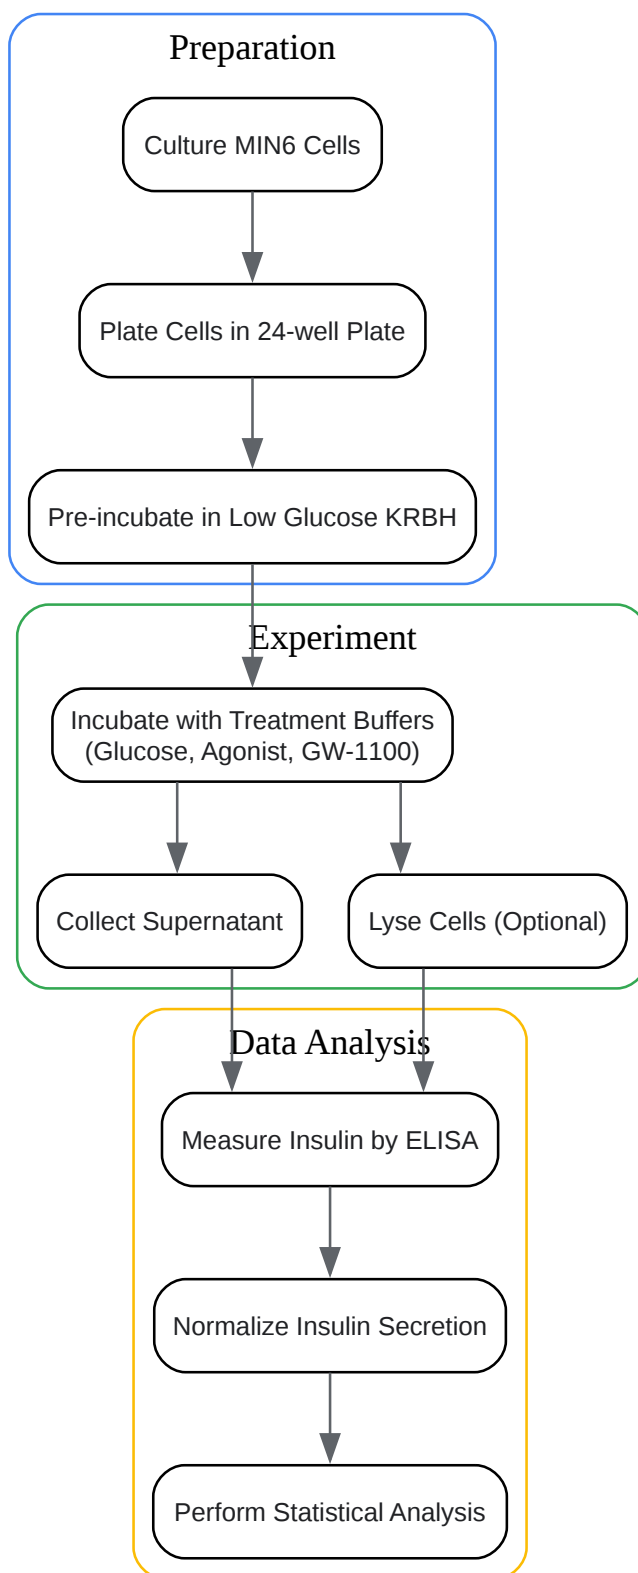 Preparation
Culture MIN6 Cells
Plate Cells in 24-well Plate
Pre-incubate in Low Glucose KRBH
Experiment
Incubate with Treatment Buffers
(Glucose, Agonist, GW-1100)
Collect Supernatant
Lyse Cells (Optional)
Data Analysis
Measure Insulin by ELISA
Normalize Insulin Secretion
Perform Statistical Analysis